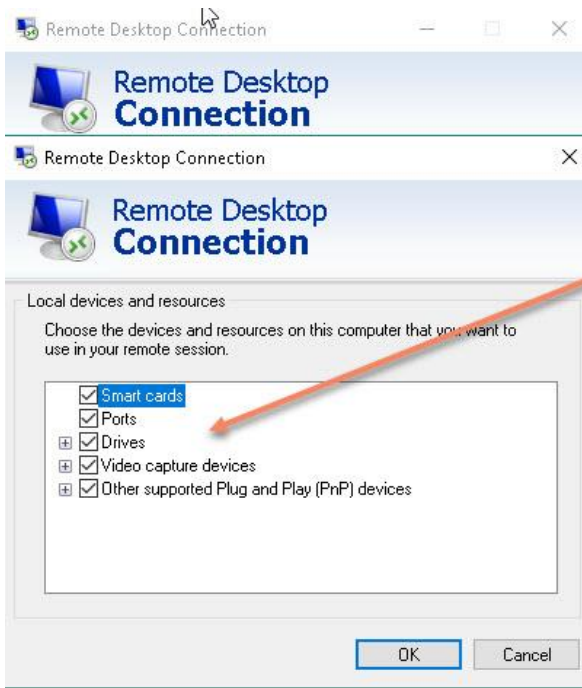 Remote Desktop Connection
Remote Desktop
Connection
Remote Desktop Connection
Remote Desktop
Connection
Local devices and resources
Choose the devices and resources on this computer that you want to
use in your remote session.
Smart cards
Ports
Drives
Video capture devices
Other supported Plug and Play (PnP) devices
OK Cancel